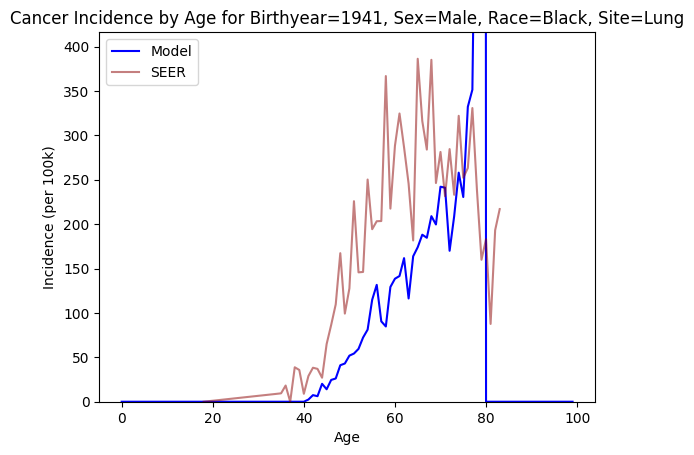 Cancer Incidence by Age for Birthyear=1941, Sex=Male, Race=Black, Site=Lung
Model
SEER
Incidence (per 100k)
400
350
300
250
200
150
100
50
0
0 20 40 60 80 100
Age